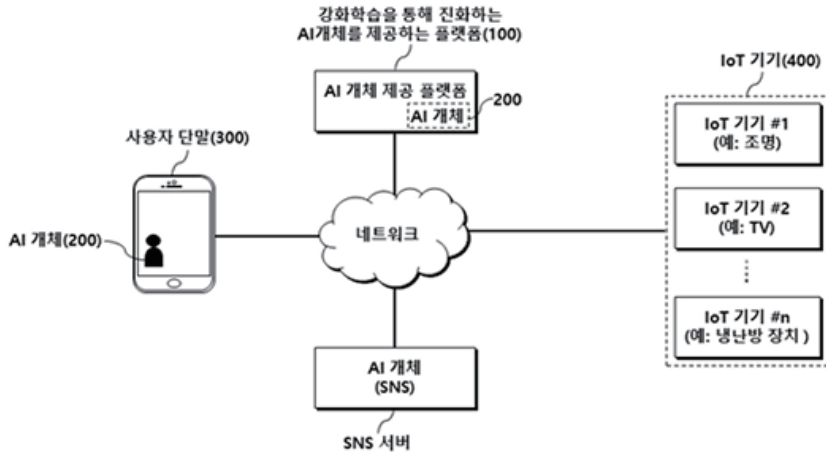 강화학습을 통해 진화하는
AI개체를 제공하는 플랫폼(100)
AI 개체 제공 플랫폼
AI 개체
200
사용자 단말(300)
AI 개체(200)
네트워크
IoT 기기(400)
IoT 기기 #1
(예: 조명)
IoT 기기 #2
(예: TV)
IoT 기기 #n
(예: 냉난방 장치 )
AI 개체
(SNS)
SNS 서버